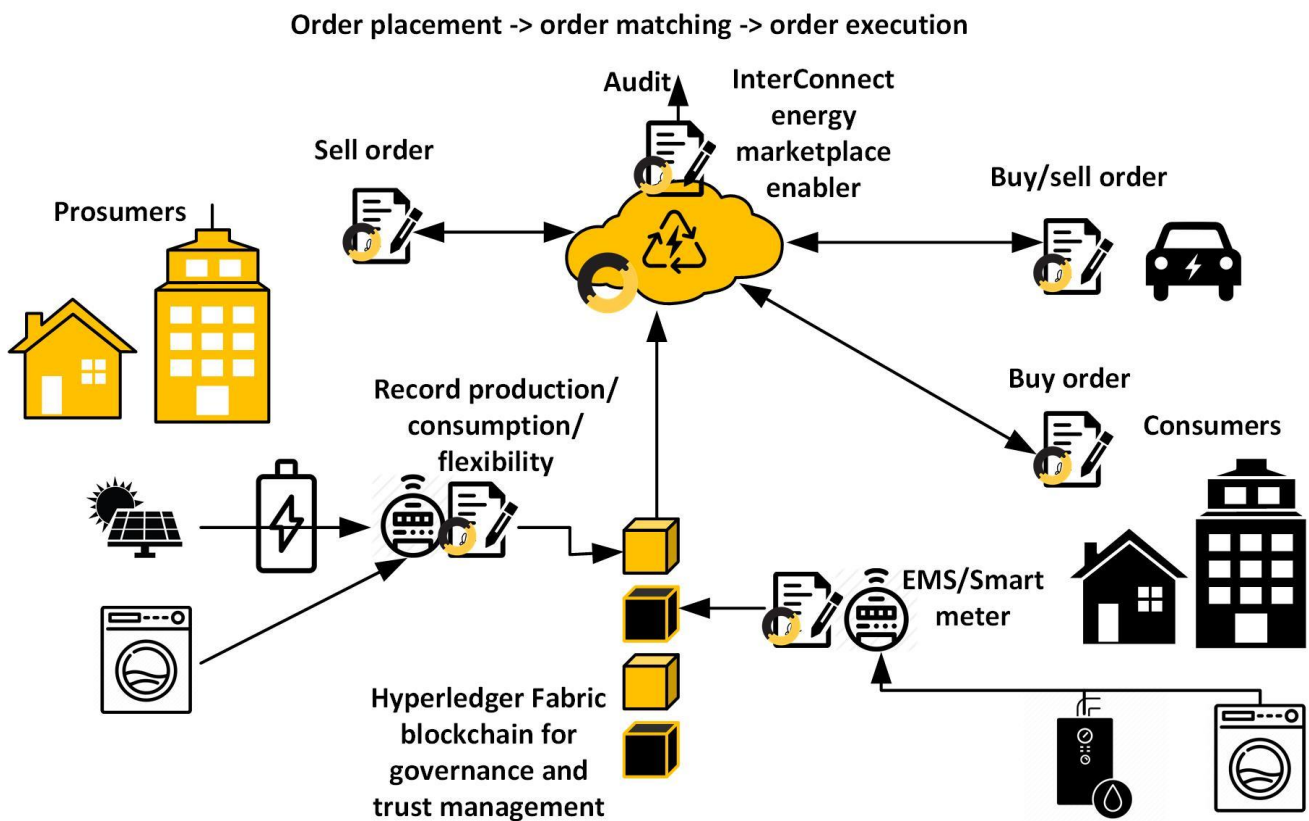 Order placement -> order matching -> order execution
Audit
InterConnect
energy
marketplace
enabler
Sell order
Buy/sell order
Prosumers
Record production/
consumption/
flexibility
Buy order
Consumers
EMS/Smart
meter
Hyperledger Fabric
blockchain for
governance and
trust management